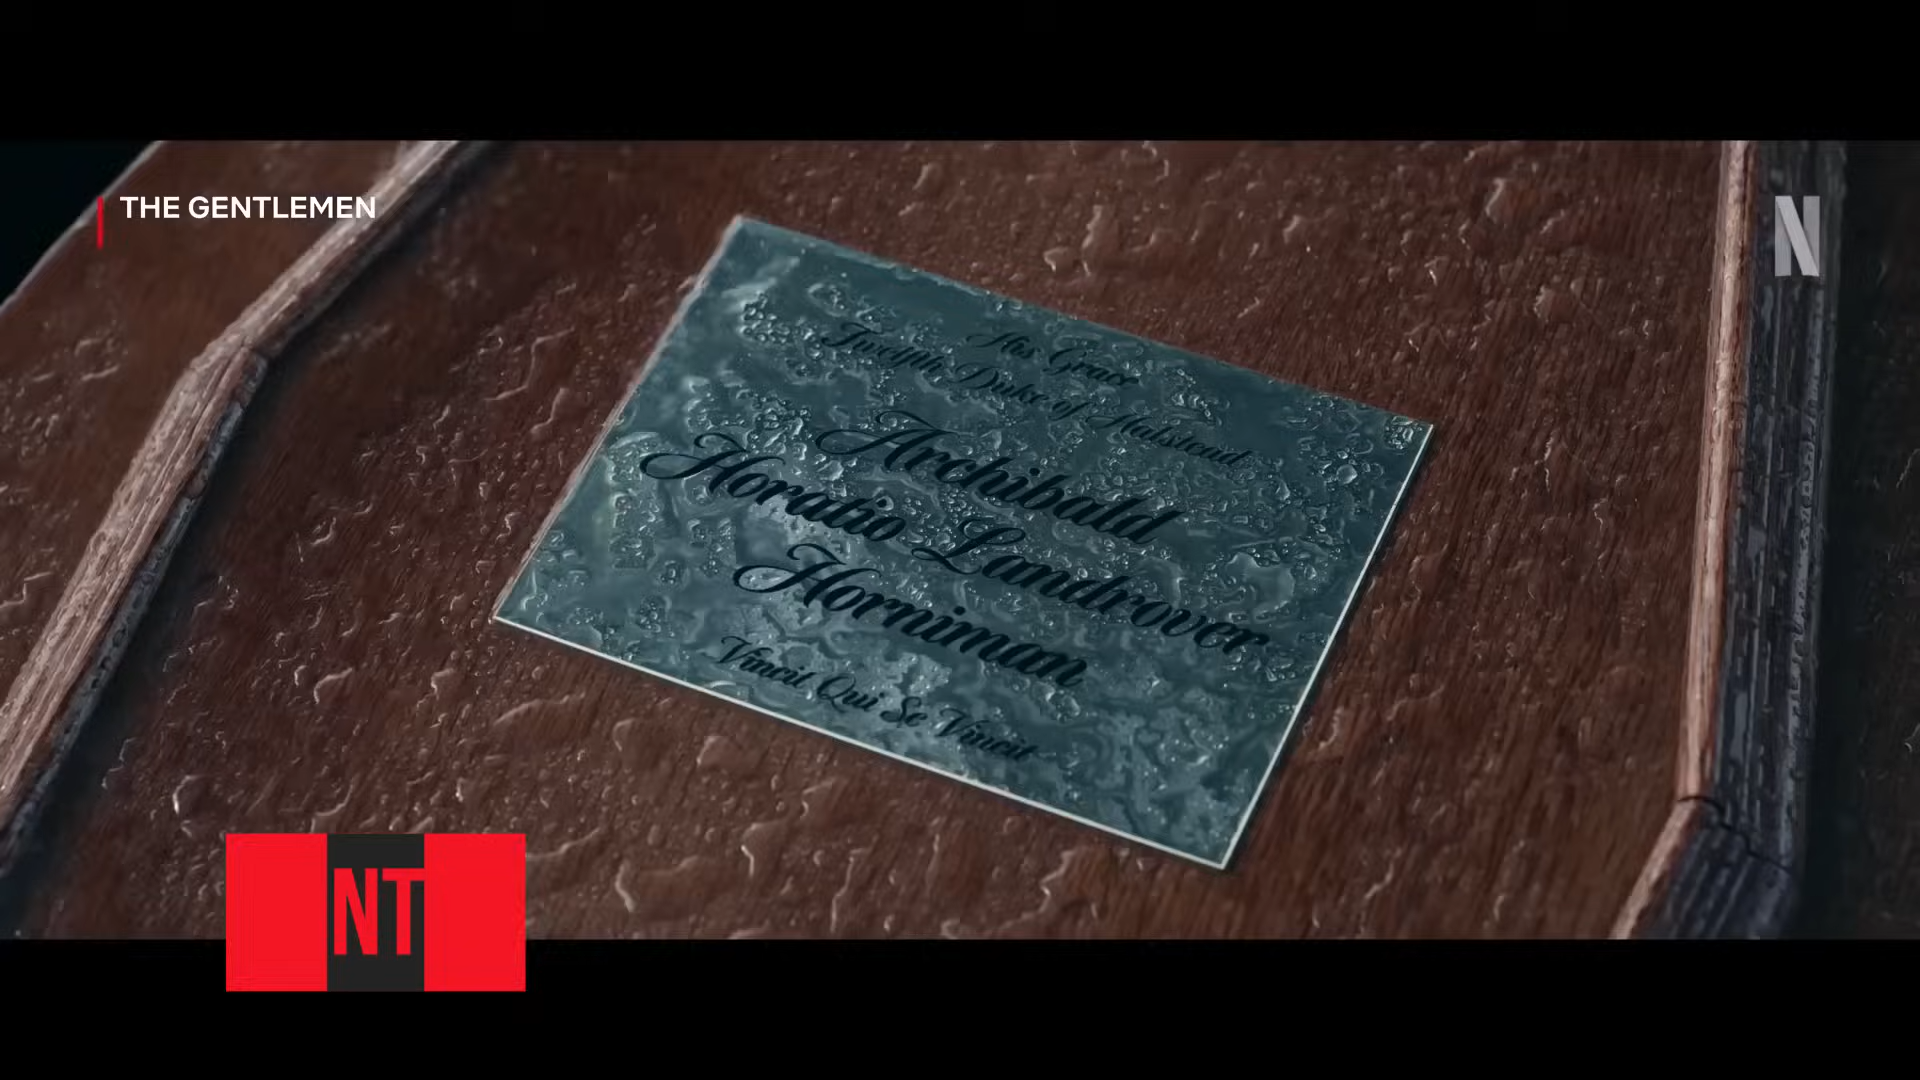 THE GENTLEMEN
N
His Grace
Twelfth Duke of Halstead
Archibald
Horatio Landrover
Horniman
Vincit Qui Se Vincit
NT